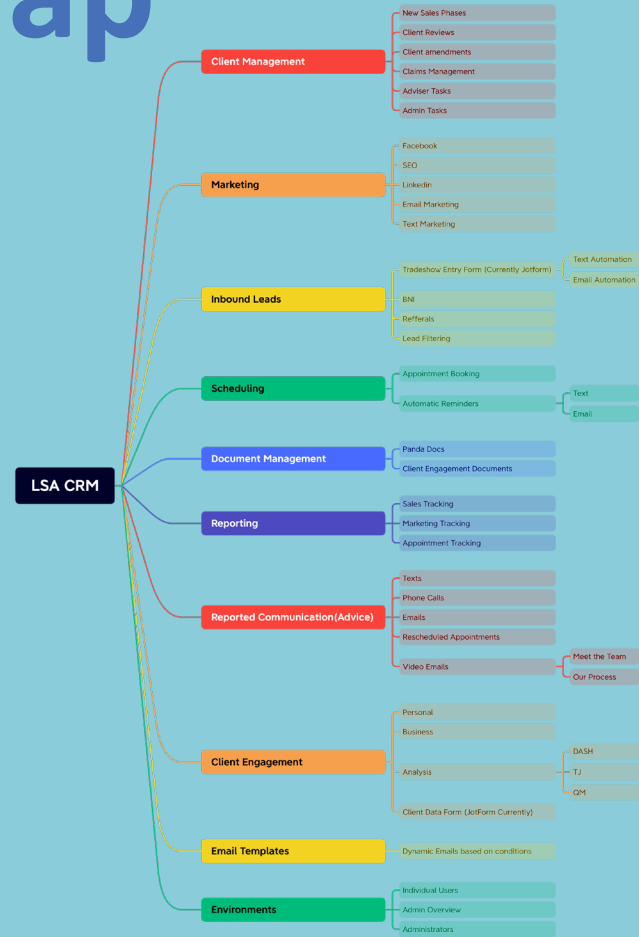 ap
LSA CRM
Client Management
New Sales Phases
Client Reviews
Client amendments
Claims Management
Adviser Tasks
Admin Tasks
Marketing
Facebook
SEO
Linkedin
Email Marketing
Text Marketing
Inbound Leads
Tradeshow Entry Form (Currently Jotform)
Text Automation
Email Automation
BNI
Refferals
Lead Filtering
Scheduling
Appointment Booking
Automatic Reminders
Text
Email
Document Management
Panda Docs
Client Engagement Documents
Reporting
Sales Tracking
Marketing Tracking
Appointment Tracking
Reported Communication(Advice)
Texts
Phone Calls
Emails
Rescheduled Appointments
Video Emails
Meet the Team
Our Process
Client Engagement
Personal
Business
Analysis
DASH
TJ
QM
Client Data Form (JotForm Currently)
Email Templates
Dynamic Emails based on conditions
Environments
Individual Users
Admin Overview
Administrators